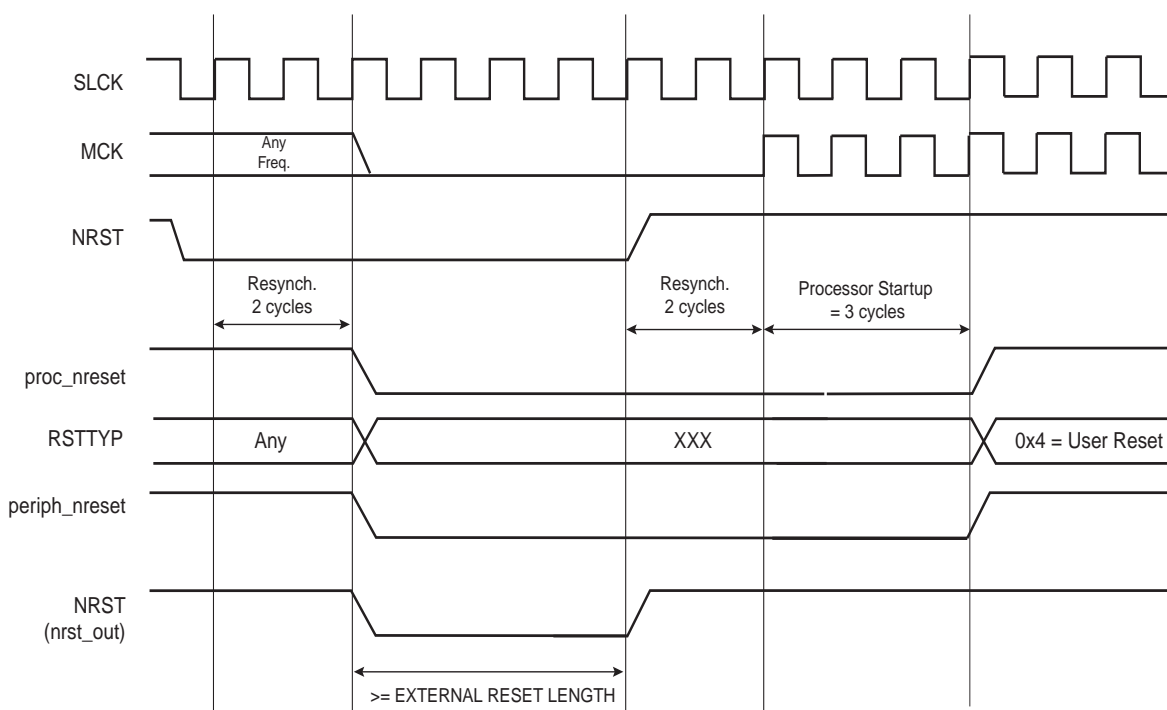 SLCK
MCK
Any
Freq.
NRST
Resynch.
2 cycles
Resynch.
2 cycles
Processor Startup
= 3 cycles
proc_nreset
RSTTYP
Any
XXX
0x4 = User Reset
periph_nreset
NRST
(nrst_out)
>= EXTERNAL RESET LENGTH